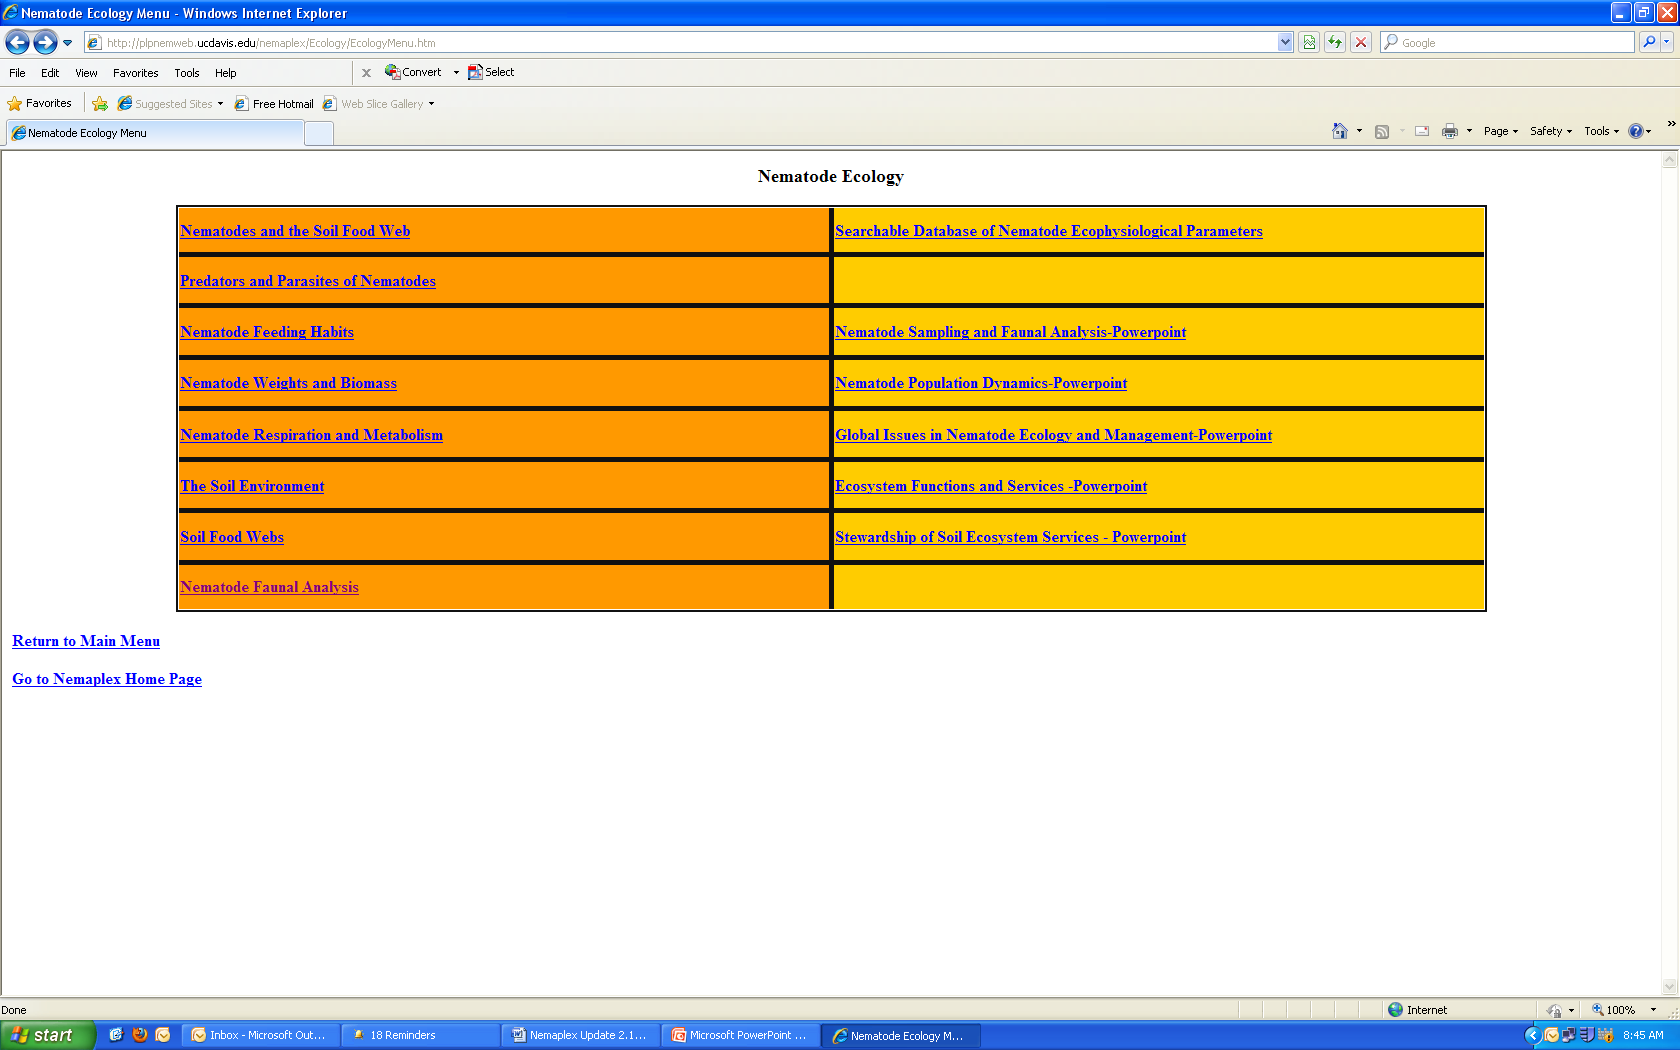 Nematode Ecology Menu - Windows Internet Explorer
http://plpnemweb.ucdavis.edu/nemaplex/Ecology/EcologyMenu.htm
Google
File Edit View Favorites Tools Help
x Convert Select
Favorites Suggested Sites Free Hotmail Web Slice Gallery
Nematode Ecology Menu
Page Safety Tools »
Nematode Ecology
Nematodes and the Soil Food Web
Searchable Database of Nematode Ecophysiological Parameters
Predators and Parasites of Nematodes
Nematode Feeding Habits
Nematode Sampling and Faunal Analysis-Powerpoint
Nematode Weights and Biomass
Nematode Population Dynamics-Powerpoint
Nematode Respiration and Metabolism
Global Issues in Nematode Ecology and Management-Powerpoint
The Soil Environment
Ecosystem Functions and Services -Powerpoint
Soil Food Webs
Stewardship of Soil Ecosystem Services - Powerpoint
Nematode Faunal Analysis
Return to Main Menu
Go to Nemaplex Home Page
Done
Internet
100%
start
Inbox - Microsoft Out...
18 Reminders
Nemaplex Update 2.1...
Microsoft PowerPoint ...
Nematode Ecology M...
8:45 AM